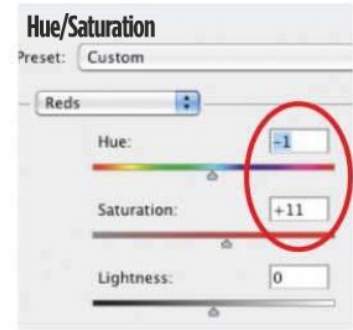 Hue/Saturation
Preset: Custom
Reds
Hue: -1
Saturation: +11
Lightness: 0